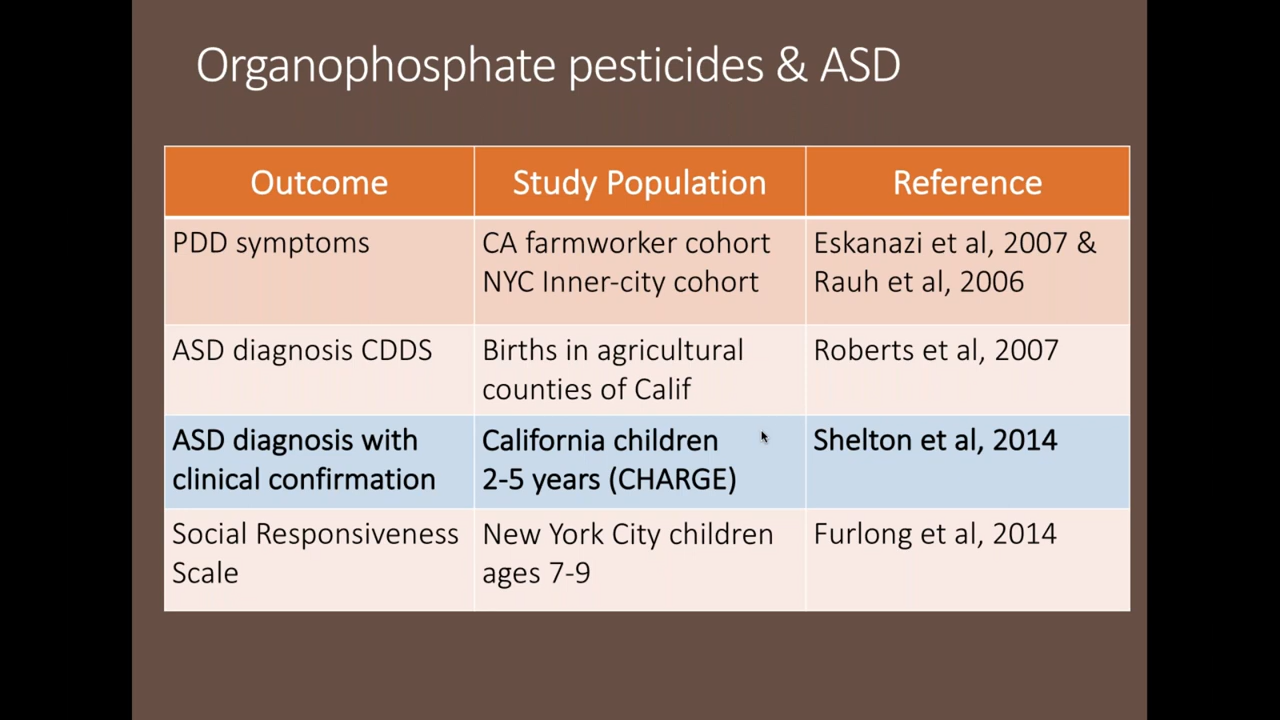 Organophosphate pesticides & ASD
Outcome
Study Population
Reference
PDD symptoms
CA farmworker cohort
NYC Inner-city cohort
Eskanazi et al, 2007 &
Rauh et al, 2006
ASD diagnosis CDDS
Births in agricultural
counties of Calif
Roberts et al, 2007
ASD diagnosis with
clinical confirmation
California children
2-5 years (CHARGE)
Shelton et al, 2014
Social Responsiveness
Scale
New York City children
ages 7-9
Furlong et al, 2014